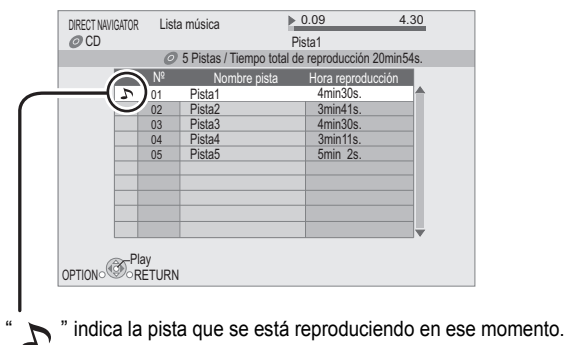 DIRECT NAVIGATOR Lista música 0.09 4.30
CD Pista1
5 Pistas / Tiempo total de reproducción 20min54s.
Nº Nombre pista Hora reproducción
01 Pista1 4min30s.
02 Pista2 3min41s.
03 Pista3 4min30s.
04 Pista4 3min11s.
05 Pista5 5min 2s.
Play
OPTION RETURN
“ ♪ ” indica la pista que se está reproduciendo en ese momento.